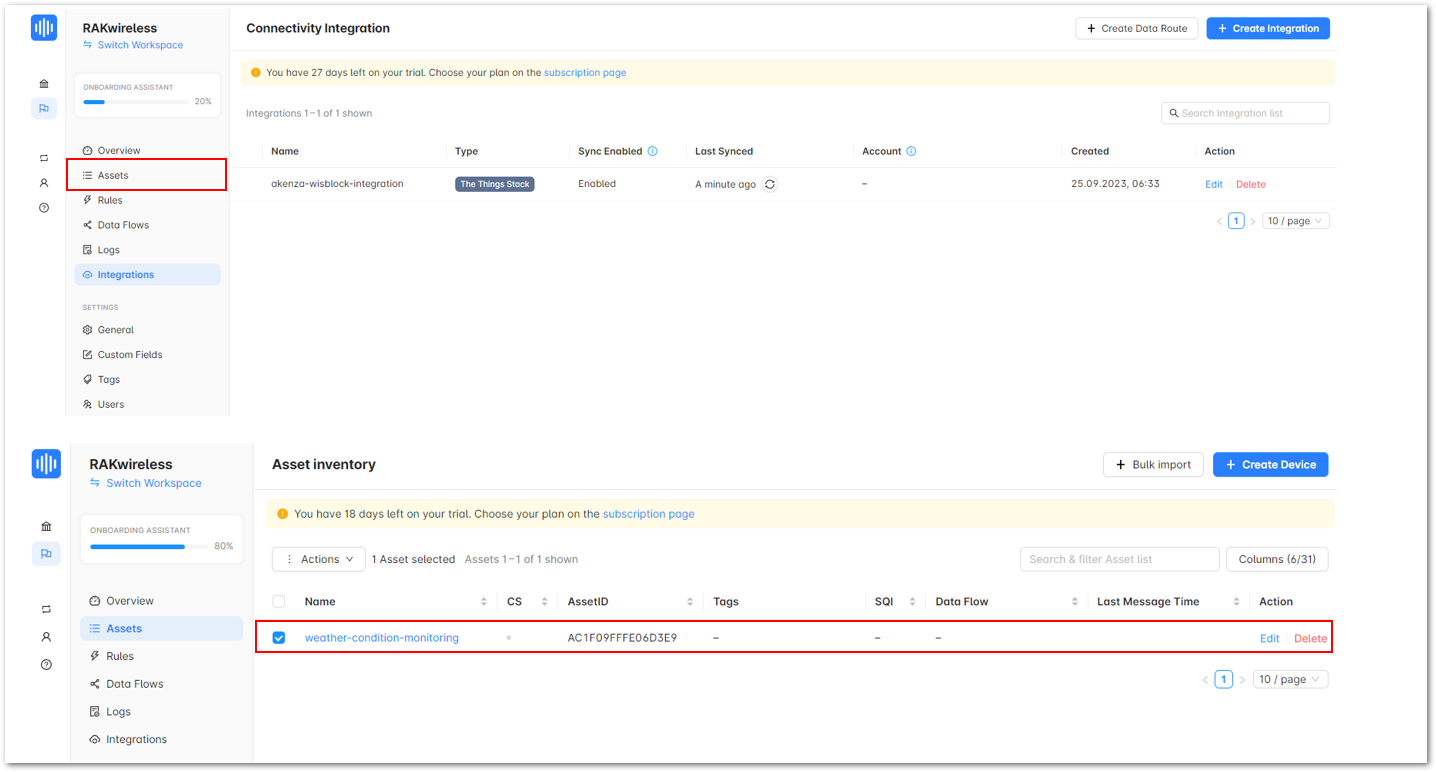 RAKwireless
Switch Workspace
ONBOARDING ASSISTANT
20%
Overview
Assets
Rules
Data Flows
Logs
Integrations
SETTINGS
General
Custom Fields
Tags
Users
Connectivity Integration
+ Create Data Route
+ Create Integration
You have 27 days left on your trial. Choose your plan on the subscription page
Integrations 1–1 of 1 shown
Search Integration list
Name Type Sync Enabled Last Synced Account Created Action
akenza-wisblock-integration The Things Stack Enabled A minute ago – 25.09.2023, 06:33 Edit Delete
< 1 > 10 / page
RAKwireless
Switch Workspace
ONBOARDING ASSISTANT
80%
Overview
Assets
Rules
Data Flows
Logs
Integrations
Asset inventory
+ Bulk import
+ Create Device
You have 18 days left on your trial. Choose your plan on the subscription page
Actions 1 Asset selected Assets 1–1 of 1 shown
Search & filter Asset list
Columns (6/31)
Name CS AssetID Tags SQI Data Flow Last Message Time Action
weather-condition-monitoring AC1F09FFFE06D3E9 – – – Edit Delete
< 1 > 10 / page